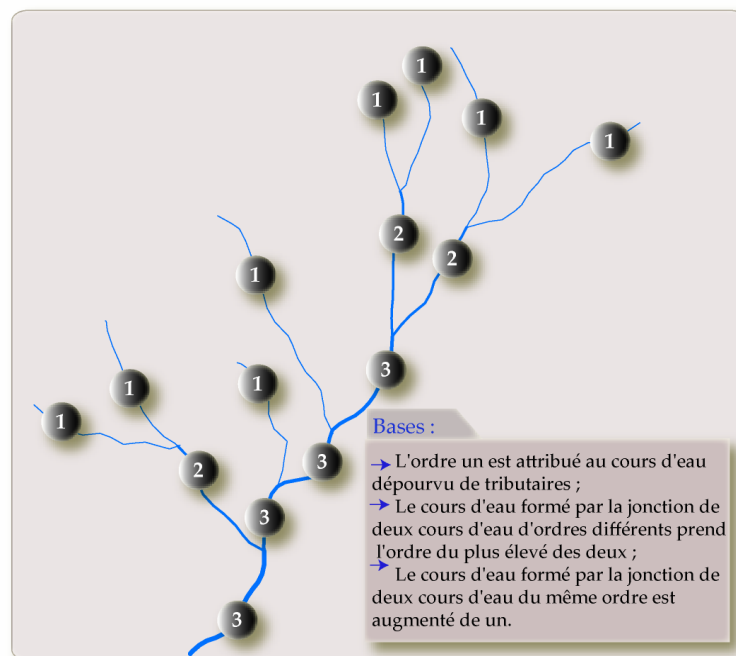 1
1
1
1
2
2
1
3
1
1
1
3
2
3
3
Bases :
L'ordre un est attribué au cours d'eau
dépourvu de tributaires ;
Le cours d'eau formé par la jonction de
deux cours d'eau d'ordres différents prend
l'ordre du plus élevé des deux ;
Le cours d'eau formé par la jonction de
deux cours d'eau du même ordre est
augmenté de un.